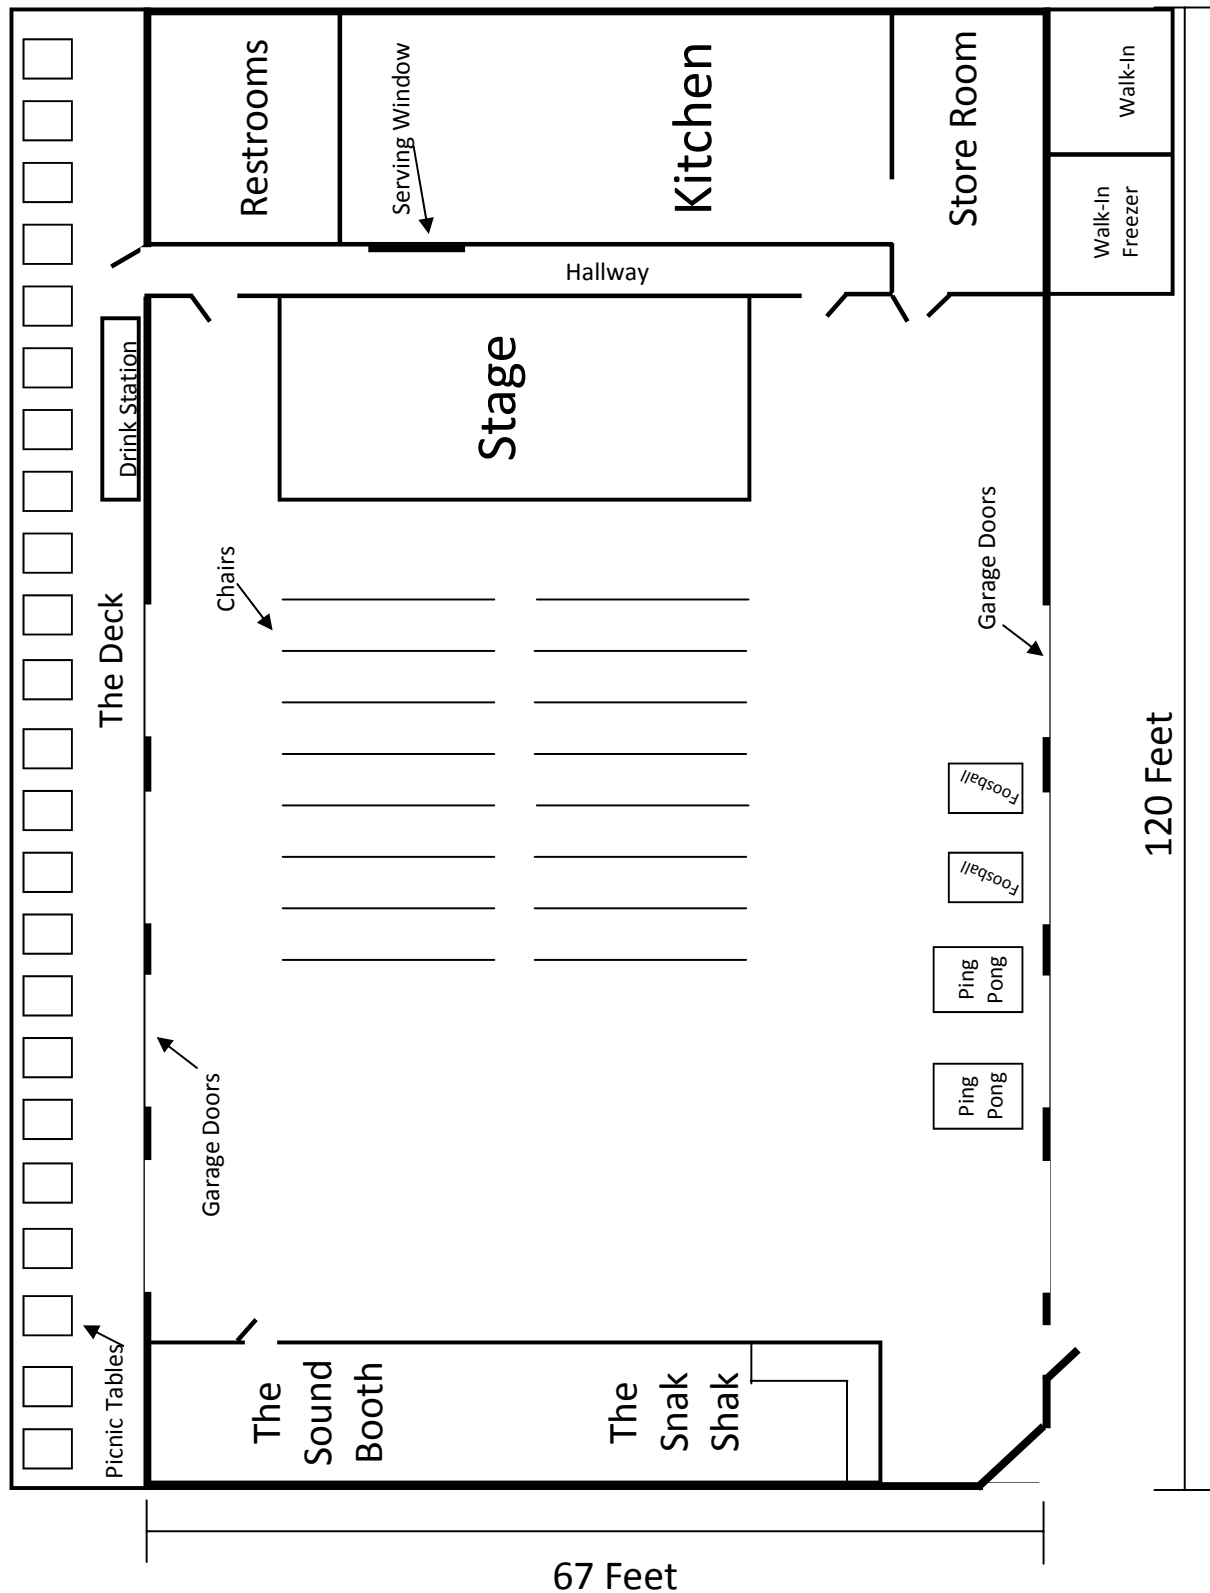 Restrooms
Serving Window
Kitchen
Store Room
Walk-In
Walk-In
Freezer
Hallway
Drink Station
Stage
The Deck
Chairs
Garage Doors
Foosball
Foosball
Ping
Pong
Ping
Pong
120 Feet
Garage Doors
Picnic Tables
The
Sound
Booth
The
Snak
Shak
67 Feet